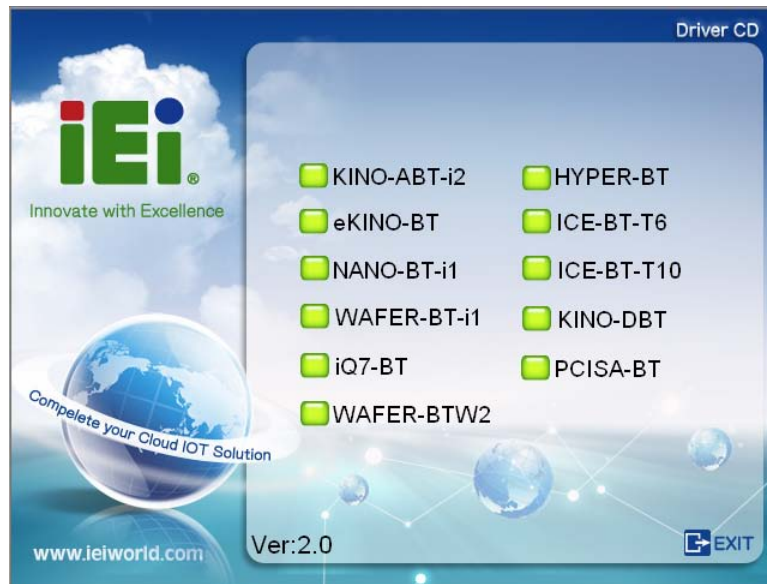 Driver CD
iEi®
Innovate with Excellence
KINO-ABT-i2
eKINO-BT
NANO-BT-i1
WAFER-BT-i1
iQ7-BT
WAFER-BTW2
HYPER-BT
ICE-BT-T6
ICE-BT-T10
KINO-DBT
PCISA-BT
Compelete your Cloud IOT Solution
www.ieiworld.com
Ver:2.0
EXIT